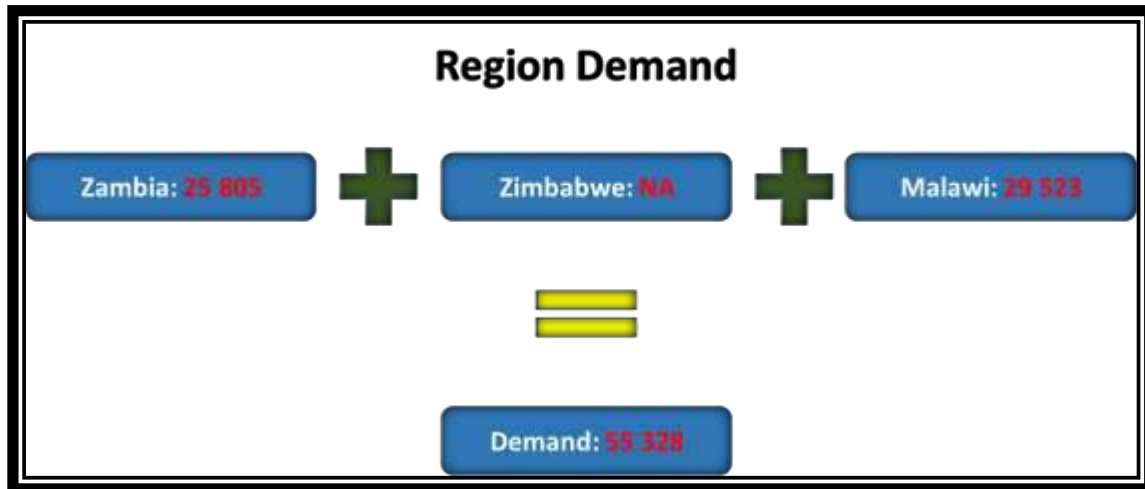 Region Demand
Zambia: 25 805
Zimbabwe: NA
Malawi: 29 523
Demand: 55 328